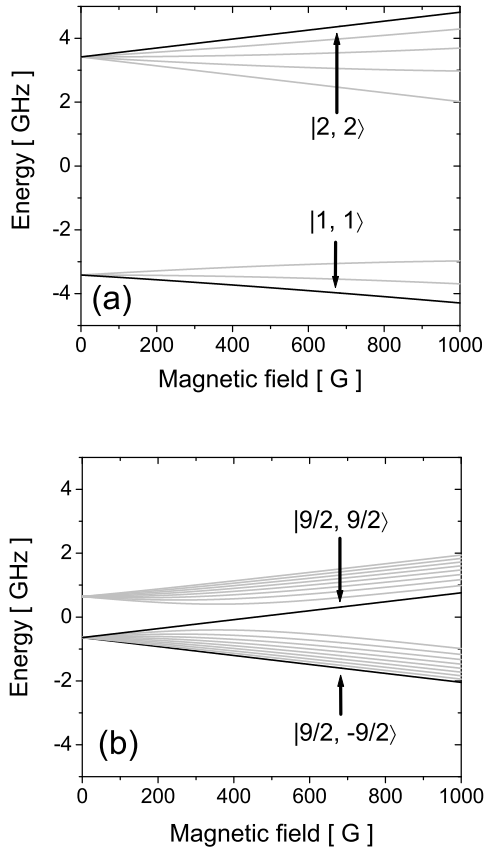 4
2
0
-2
-4
Energy [ GHz ]
|2, 2⟩
|1, 1⟩
(a)
0 200 400 600 800 1000
Magnetic field [ G ]
4
2
0
-2
-4
Energy [ GHz ]
|9/2, 9/2⟩
|9/2, -9/2⟩
(b)
0 200 400 600 800 1000
Magnetic field [ G ]